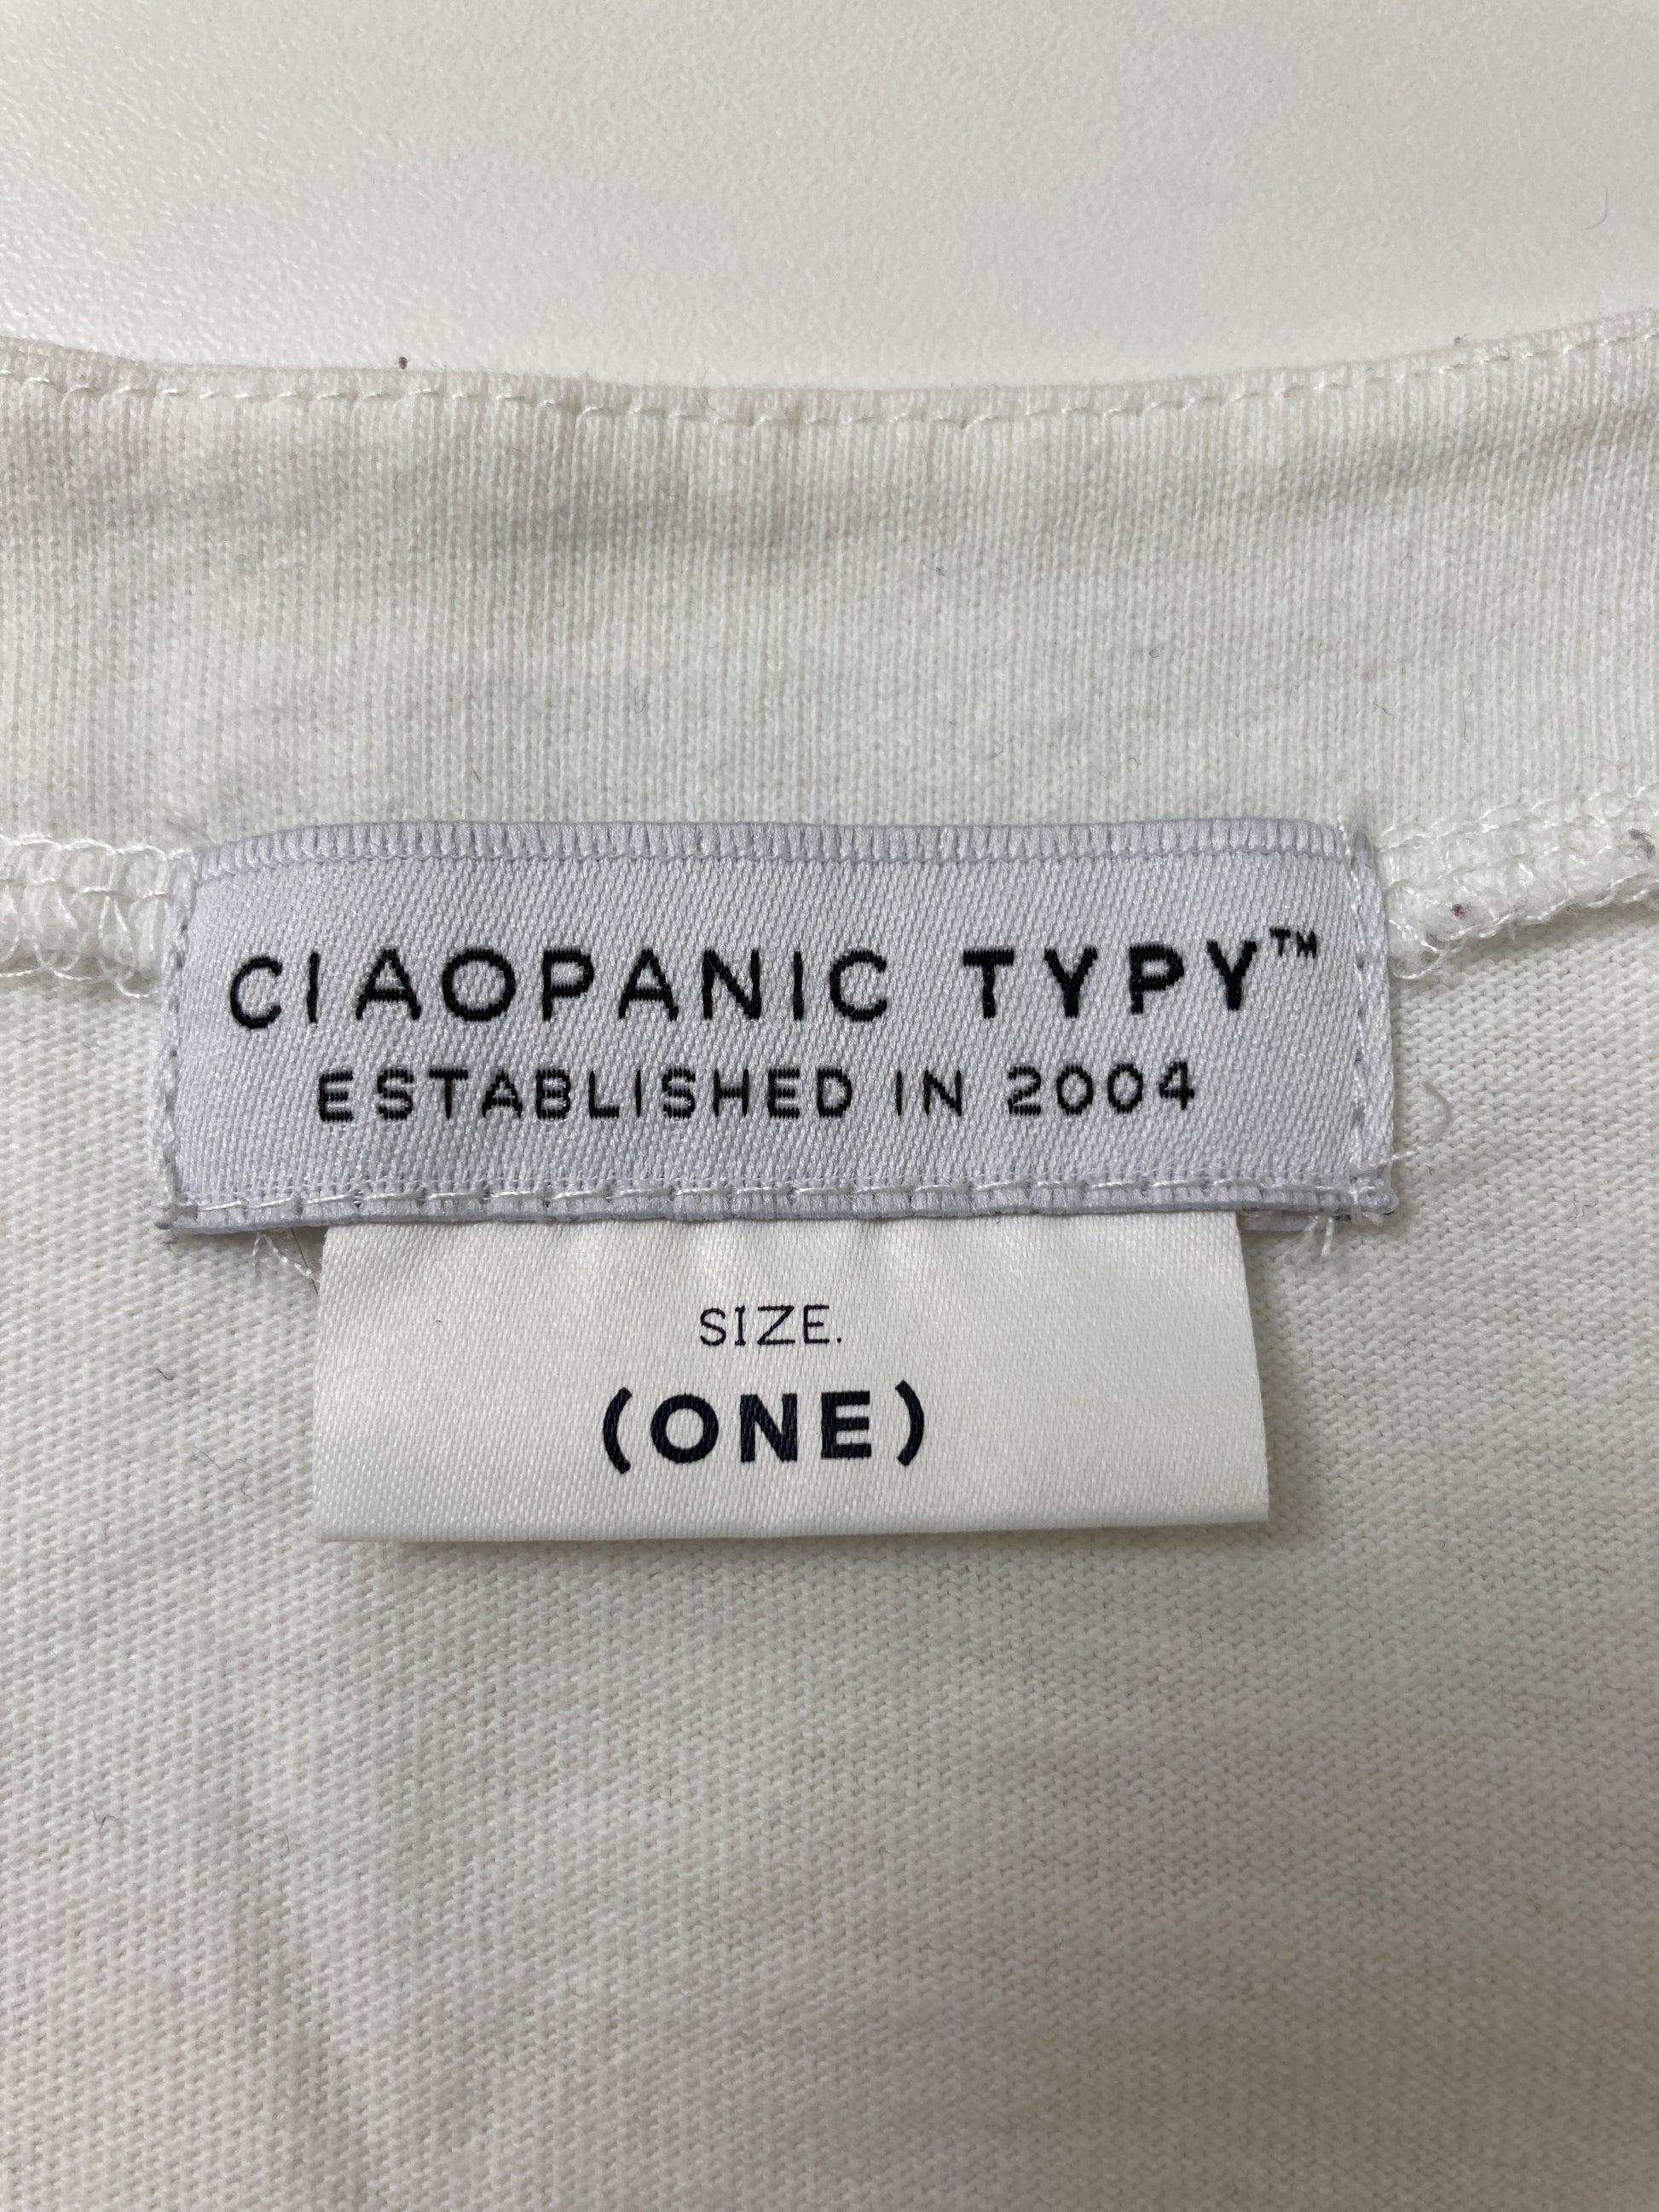 CIAOPANIC TYPY™
ESTABLISHED IN 2004
SIZE.
(ONE)